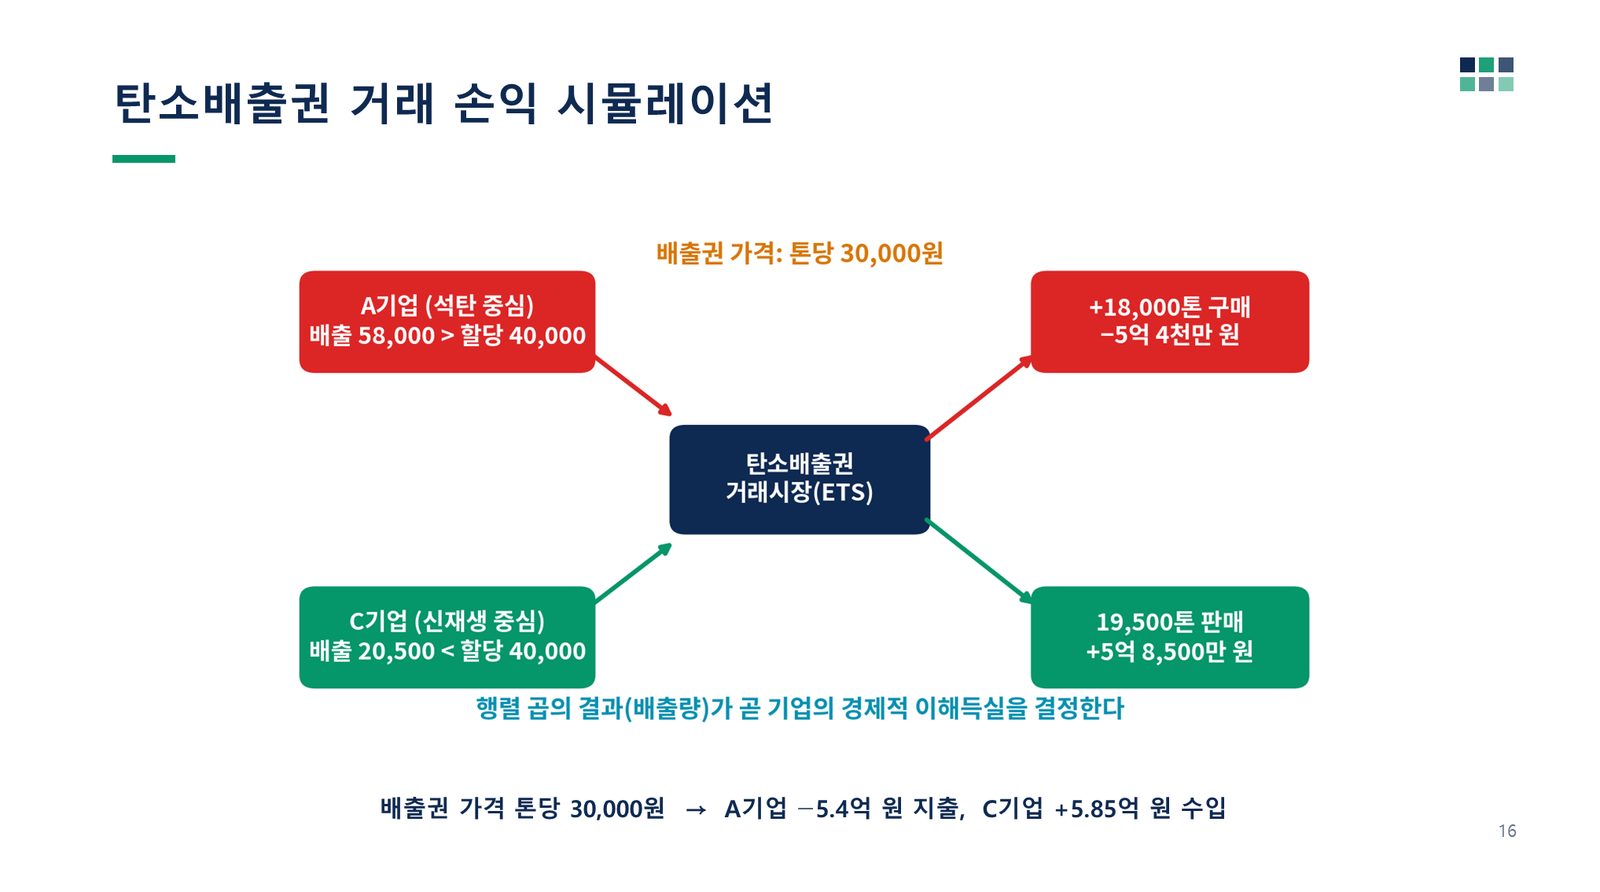 탄소배출권 거래 손익 시뮬레이션
배출권 가격: 톤당 30,000원
A기업 (석탄 중심)
배출 58,000 > 할당 40,000
+18,000톤 구매
−5억 4천만 원
탄소배출권
거래시장(ETS)
C기업 (신재생 중심)
배출 20,500 < 할당 40,000
19,500톤 판매
+5억 8,500만 원
행렬 곱의 결과(배출량)가 곧 기업의 경제적 이해득실을 결정한다
배출권 가격 톤당 30,000원 → A기업 −5.4억 원 지출, C기업 +5.85억 원 수입
16